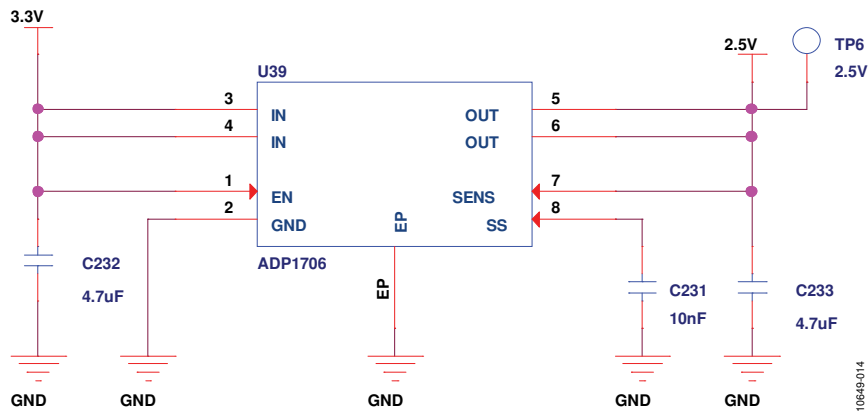 3.3V
2.5V
TP6
2.5V
U39
3
IN
OUT
5
4
IN
OUT
6
1
EN
SENS
7
2
GND
EP
SS
8
ADP1706
EP
C232
4.7uF
C231
10nF
C233
4.7uF
GND
GND
GND
GND
GND
10649-014